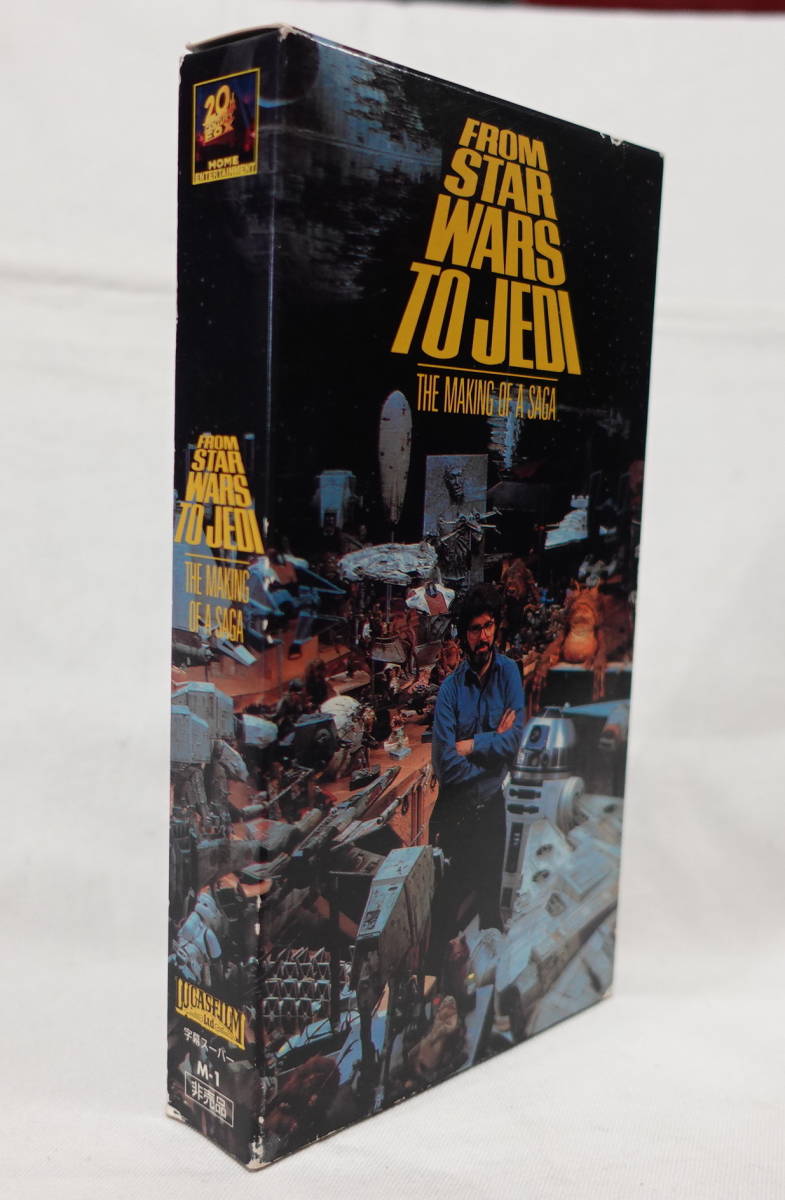 20
CENTURY
FOX
HOME
ENTERTAINMENT
FROM
STAR
WARS
TO JEDI
THE MAKING
OF A SAGA
LUCASFILM
Ltd
字幕スーパー
M-1
非売品
FROM
STAR
WARS
TO JEDI
THE MAKING OF A SAGA